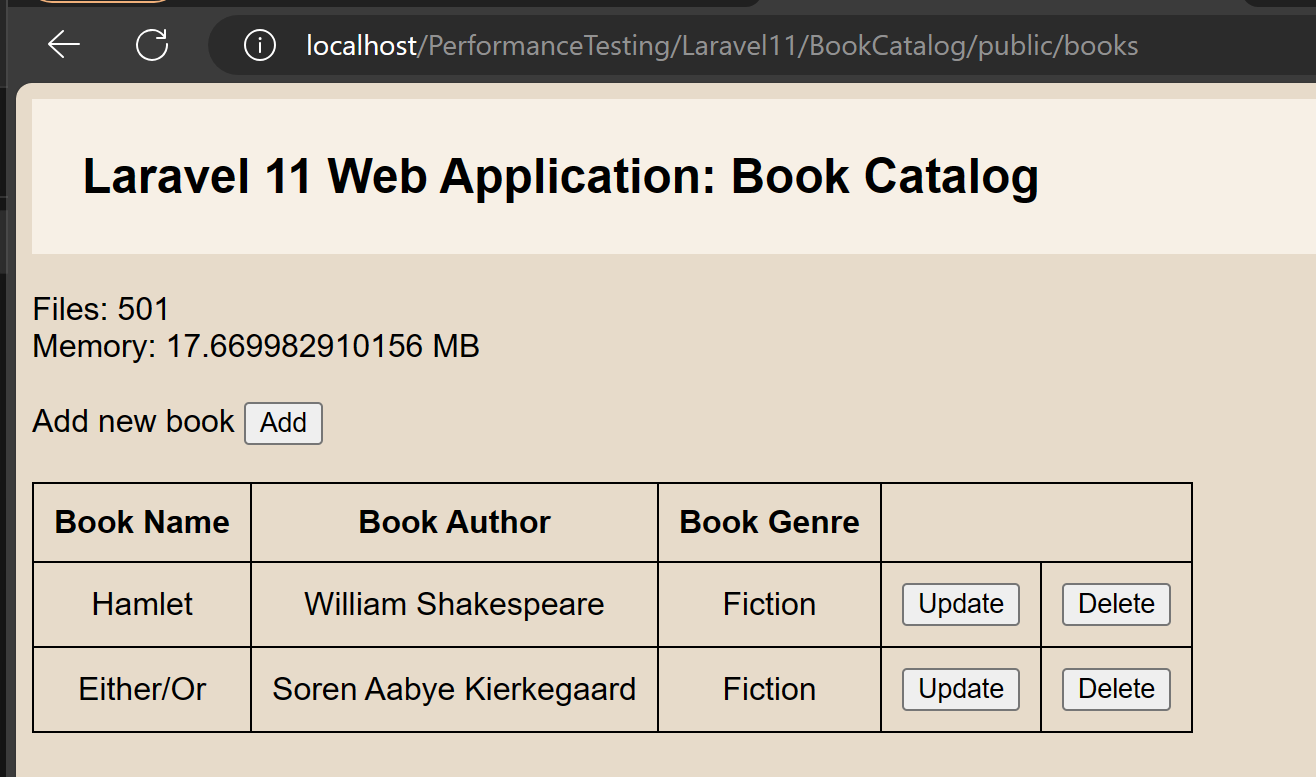 localhost/PerformanceTesting/Laravel11/BookCatalog/public/books
Laravel 11 Web Application: Book Catalog
Files: 501
Memory: 17.669982910156 MB
Add new book Add
Book Name Book Author Book Genre
Hamlet William Shakespeare Fiction Update Delete
Either/Or Soren Aabye Kierkegaard Fiction Update Delete